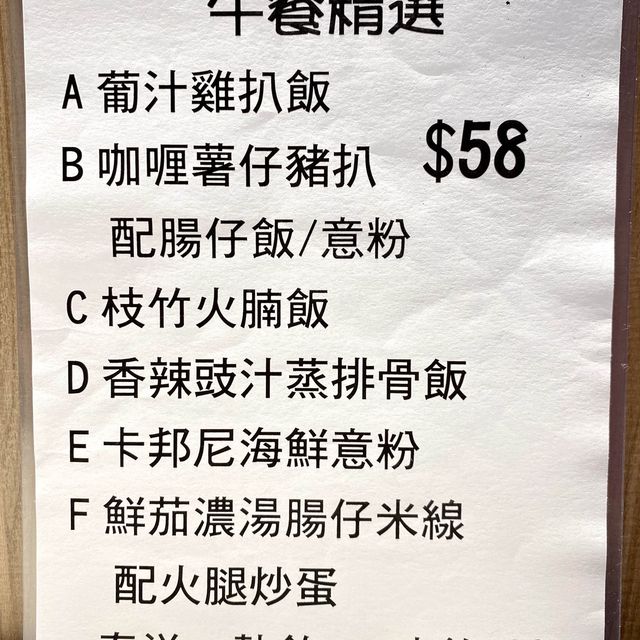 午餐精選
A 葡汁雞扒飯
B 咖喱薯仔豬扒 $58
配腸仔飯/意粉
C 枝竹火腩飯
D 香辣豉汁蒸排骨飯
E 卡邦尼海鮮意粉
F 鮮茄濃湯腸仔米線
配火腿炒蛋